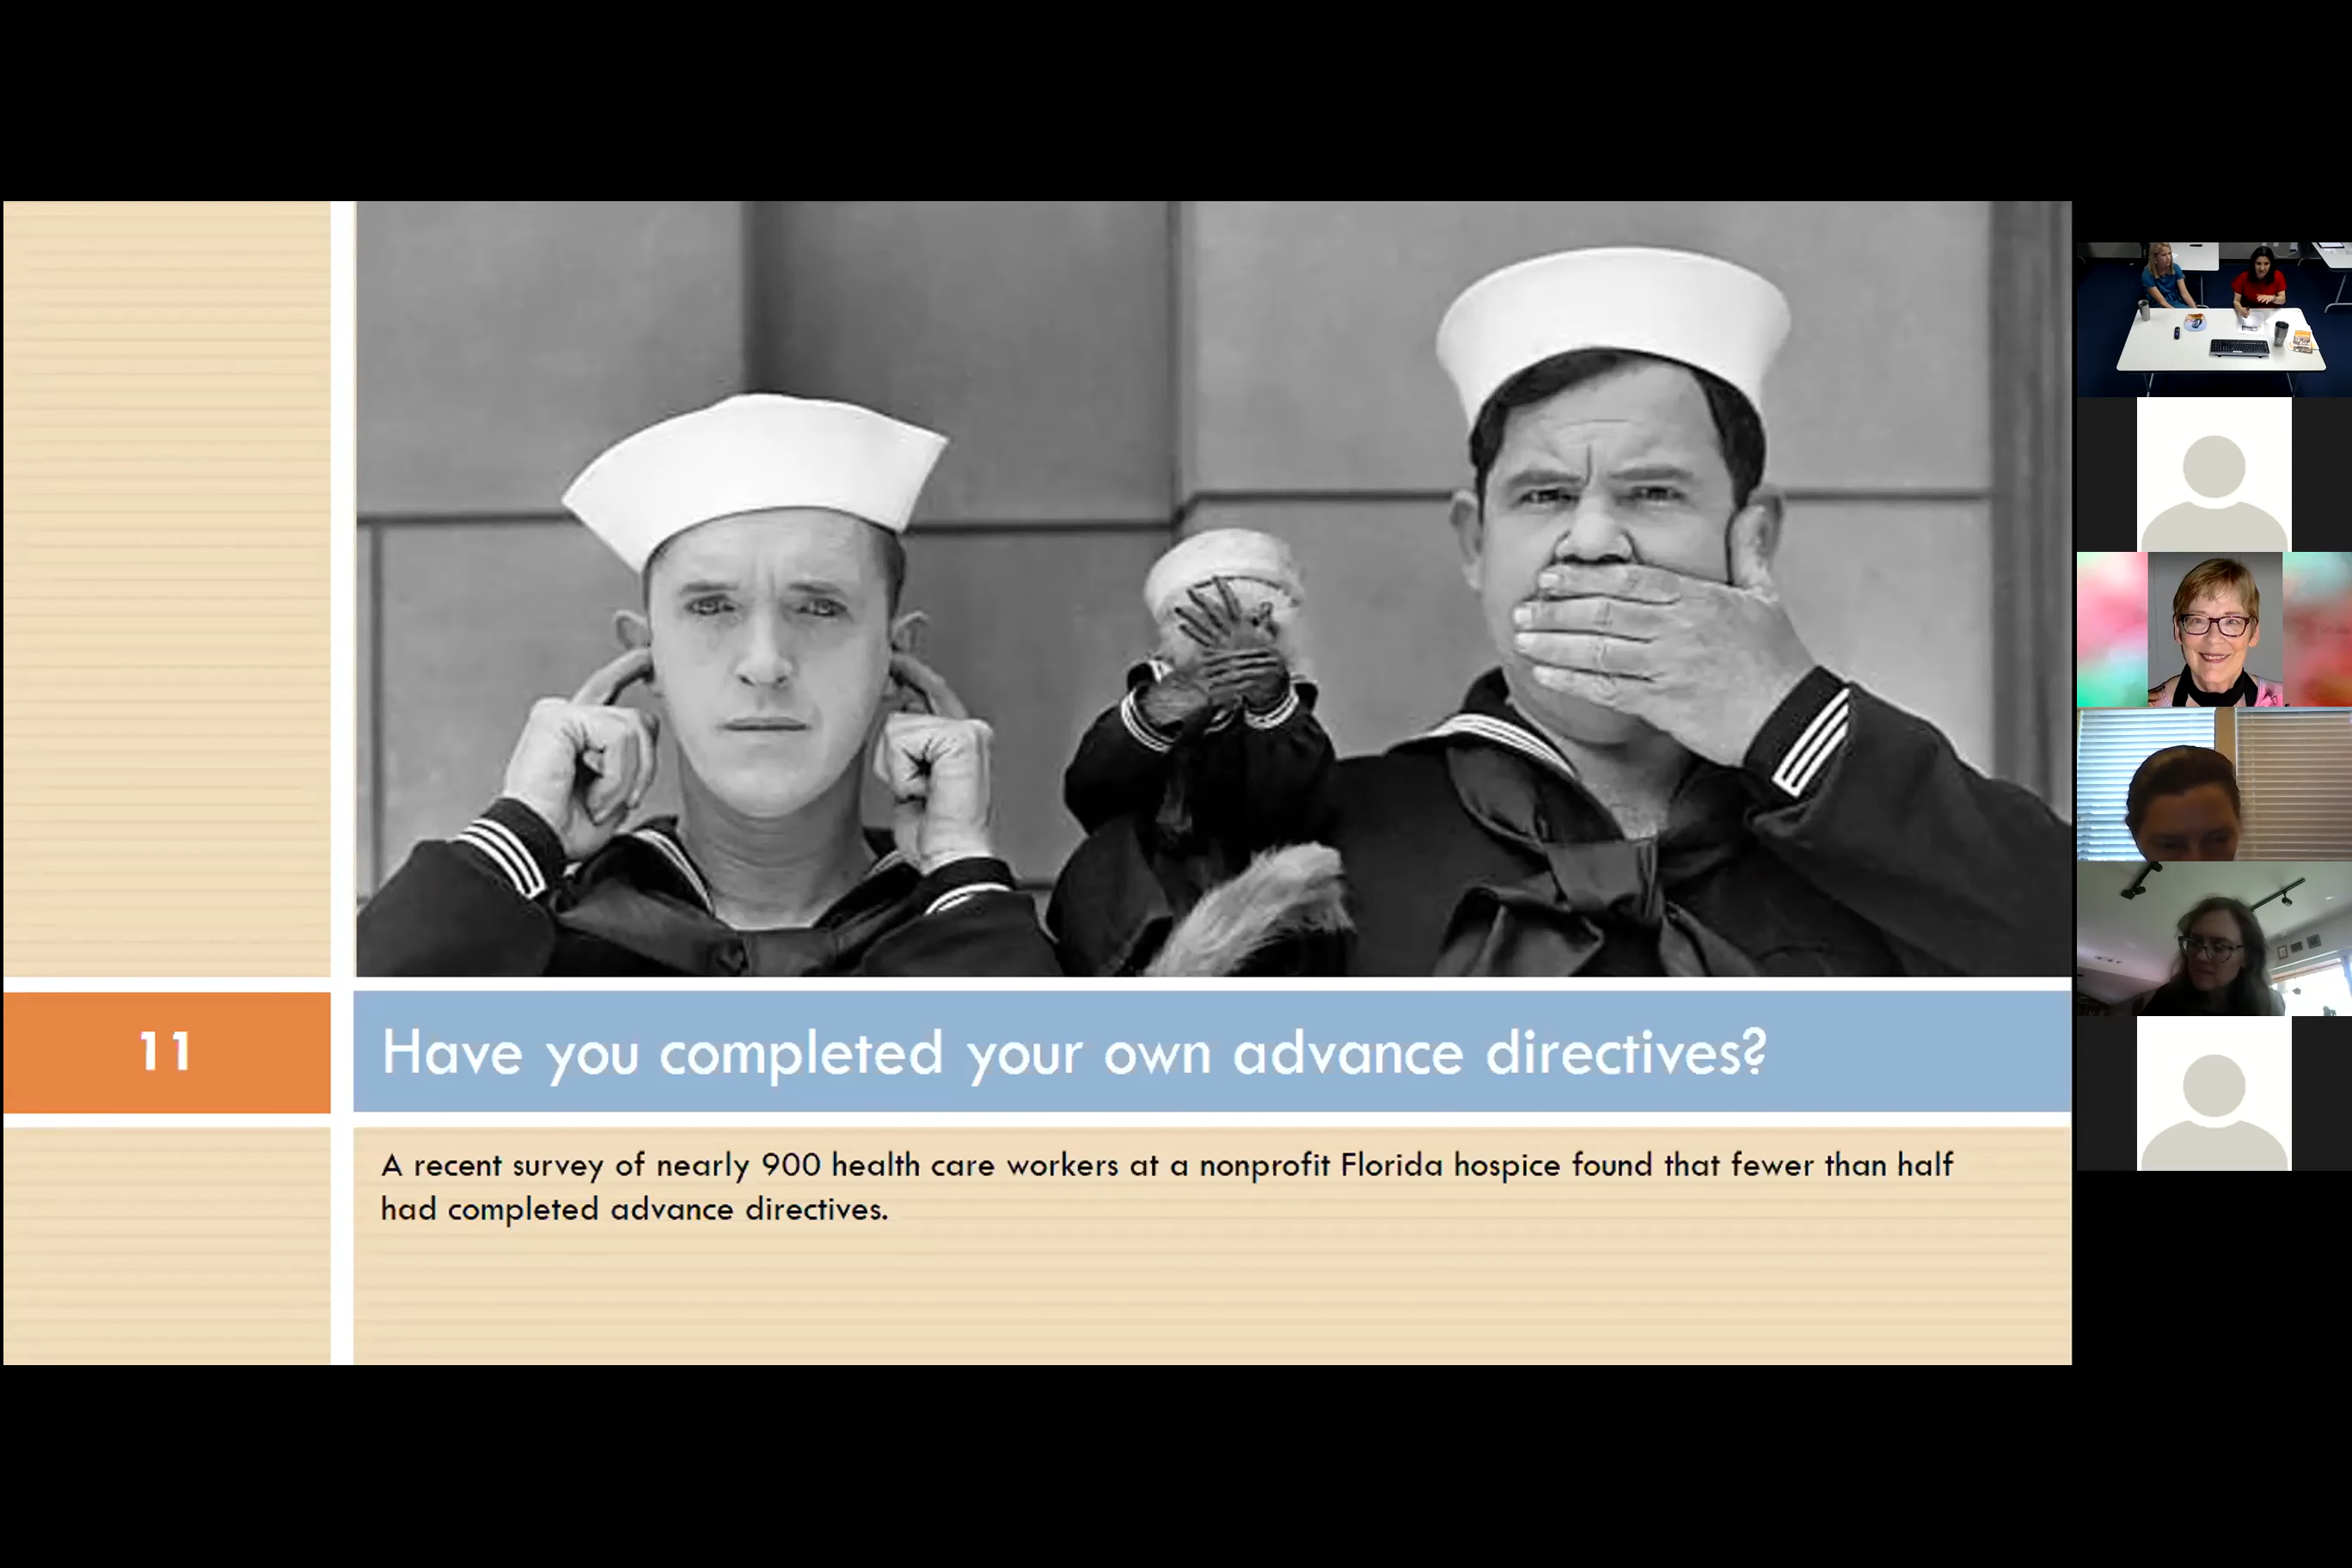 11
Have you completed your own advance directives?
A recent survey of nearly 900 health care workers at a nonprofit Florida hospice found that fewer than half
had completed advance directives.